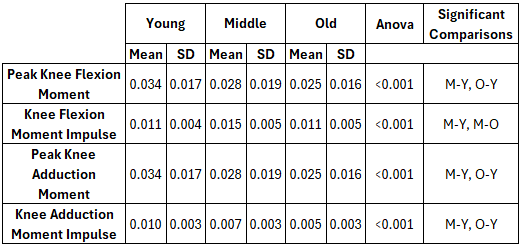 Young Middle Old Anova Significant Comparisons
Mean SD Mean SD Mean SD
Peak Knee Flexion Moment 0.034 0.017 0.028 0.019 0.025 0.016 <0.001 M-Y, O-Y
Knee Flexion Moment Impulse 0.011 0.004 0.015 0.005 0.011 0.005 <0.001 M-Y, M-O
Peak Knee Adduction Moment 0.034 0.017 0.028 0.019 0.025 0.016 <0.001 M-Y, O-Y
Knee Adduction Moment Impulse 0.010 0.003 0.007 0.003 0.005 0.003 <0.001 M-Y, O-Y